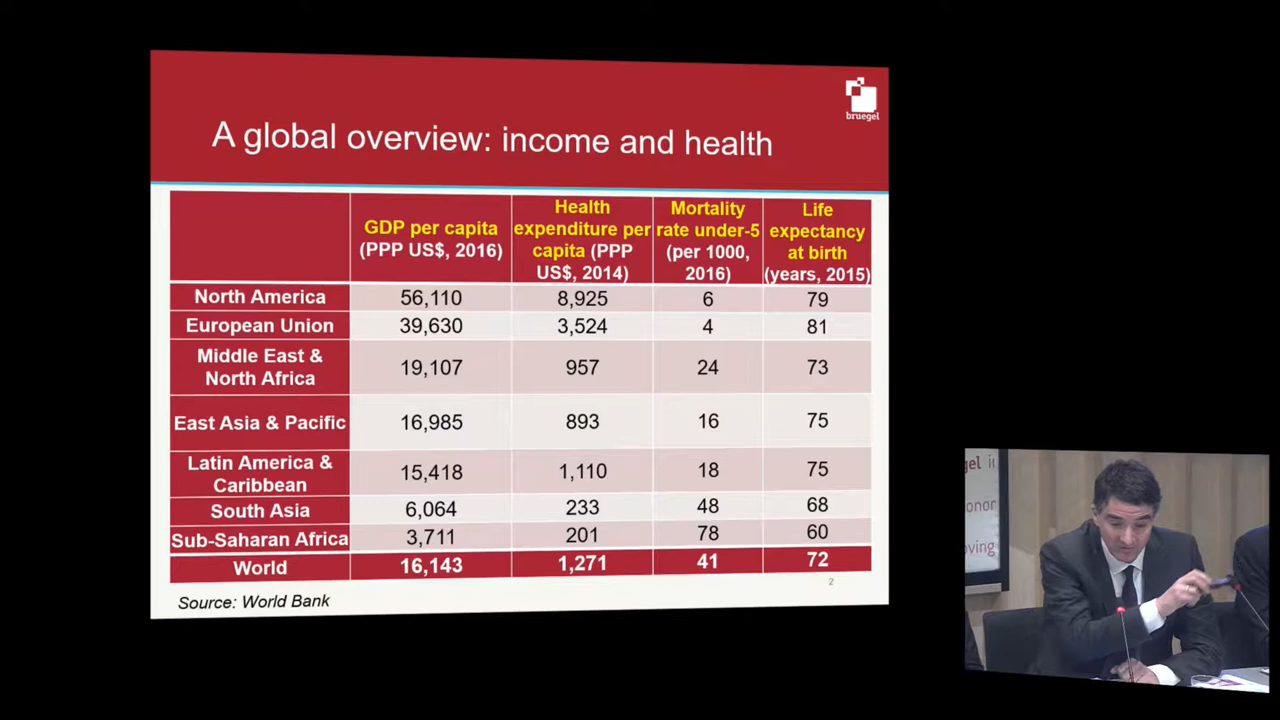 bruegel
A global overview: income and health
GDP per capita
(PPP US$, 2016)
Health
expenditure per
capita (PPP
US$, 2014)
Mortality
rate under-5
(per 1000,
2016)
Life
expectancy
at birth
(years, 2015)
North America 56,110 8,925 6 79
European Union 39,630 3,524 4 81
Middle East &
North Africa 19,107 957 24 73
East Asia & Pacific 16,985 893 16 75
Latin America &
Caribbean 15,418 1,110 18 75
South Asia 6,064 233 48 68
Sub-Saharan Africa 3,711 201 78 60
World 16,143 1,271 41 72
2
Source: World Bank